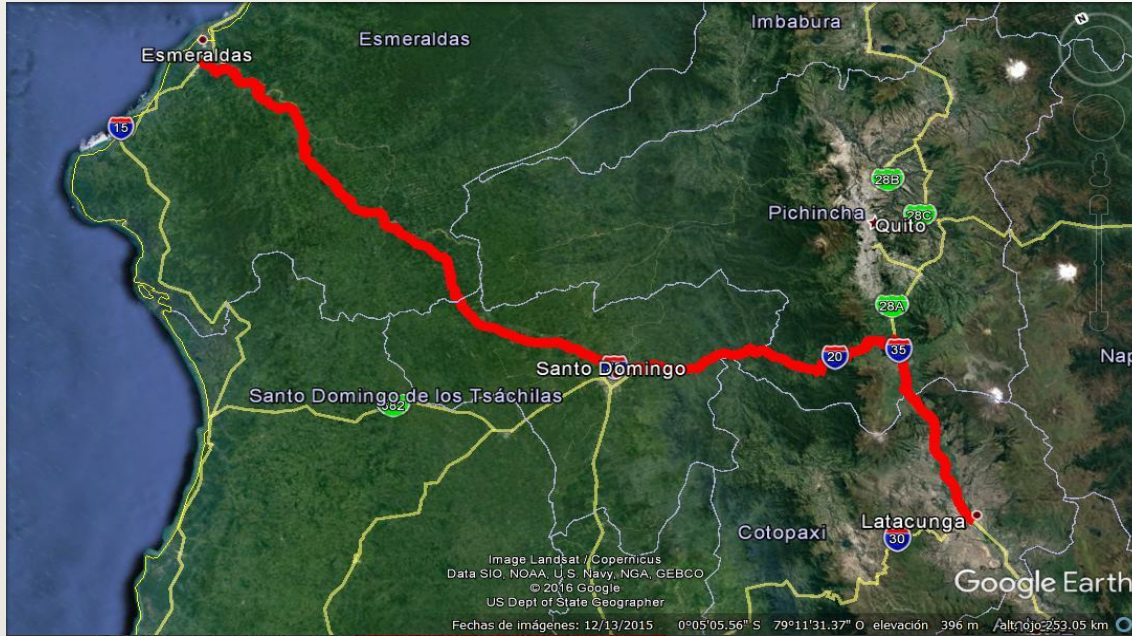 Imbabura
Esmeraldas
Esmeraldas
N
15
28B
Pichincha
28C
Quito
28A
20
35
Nap
Santo Domingo
Santo Domingo de los Tsáchilas
382
Latacunga
Cotopaxi
30
Image Landsat / Copernicus
Data SIO, NOAA, U.S. Navy, NGA, GEBCO
© 2016 Google
US Dept of State Geographer
Google Earth
Fechas de imágenes: 12/13/2015 0°05'05.56" S 79°11'31.37" O elevación 396 m alt. ojo 253.05 km